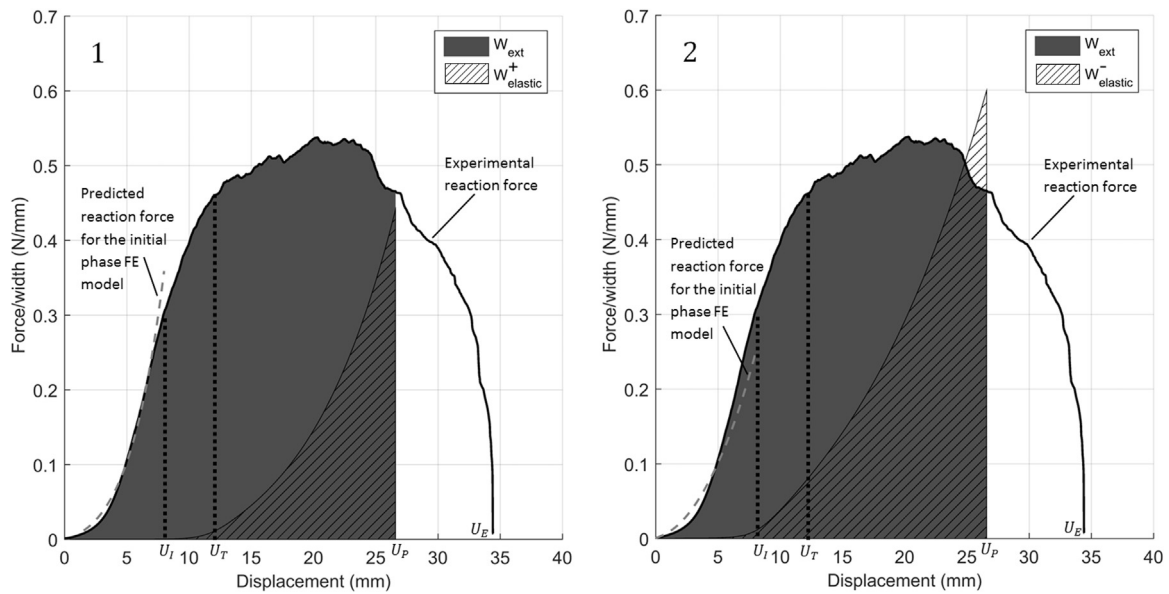 1
0.7
0.6
0.5
0.4
0.3
0.2
0.1
0
Force/width (N/mm)
W_ext
W^+_elastic
Predicted
reaction force
for the initial
phase FE
model
Experimental
reaction force
U_I
U_T
U_P
U_E
0 5 10 15 20 25 30 35 40
Displacement (mm)
2
0.7
0.6
0.5
0.4
0.3
0.2
0.1
0
Force/width (N/mm)
W_ext
W^-_elastic
Experimental
reaction force
Predicted
reaction force
for the initial
phase FE
model
U_I
U_T
U_P
U_E
0 5 10 15 20 25 30 35 40
Displacement (mm)